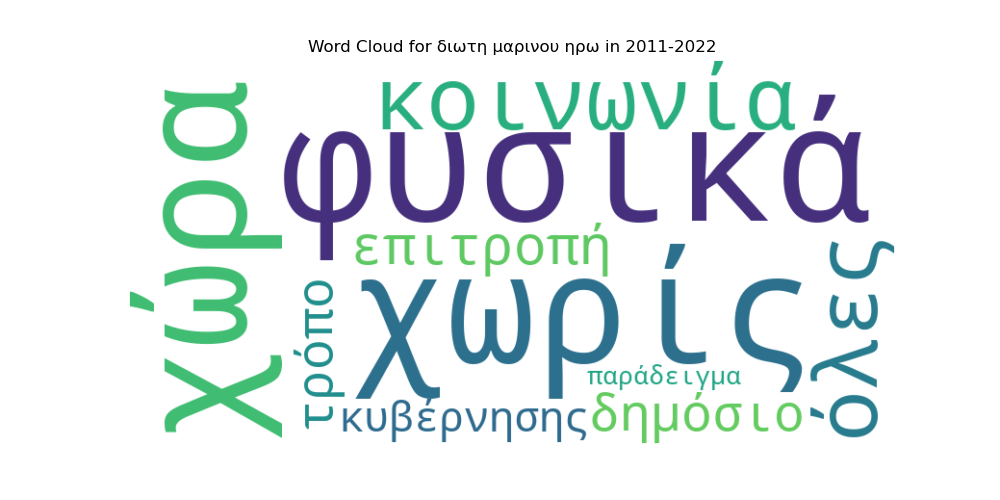 Word Cloud for διωτη μαρινου ηρω in 2011-2022
κοινωνία
φυσικά
χώρα
επιτροπή
χωρίς
όλες
τρόπο
παράδειγμα
κυβέρνησης
δημόσιο